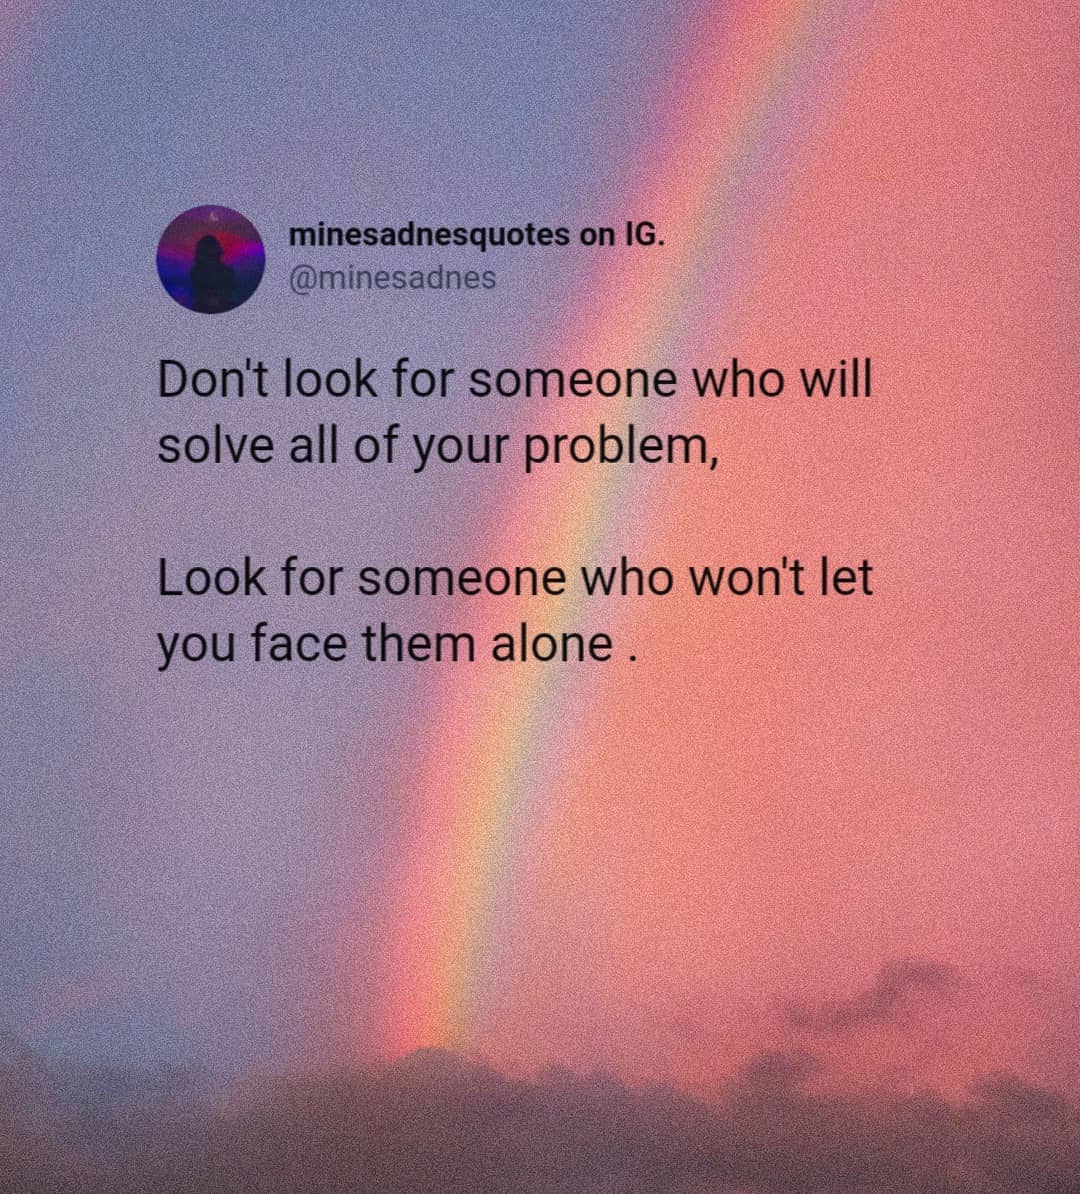 minesadnesquotes on IG.
@minesadnes
Don't look for someone who will
solve all of your problem,
Look for someone who won't let
you face them alone .